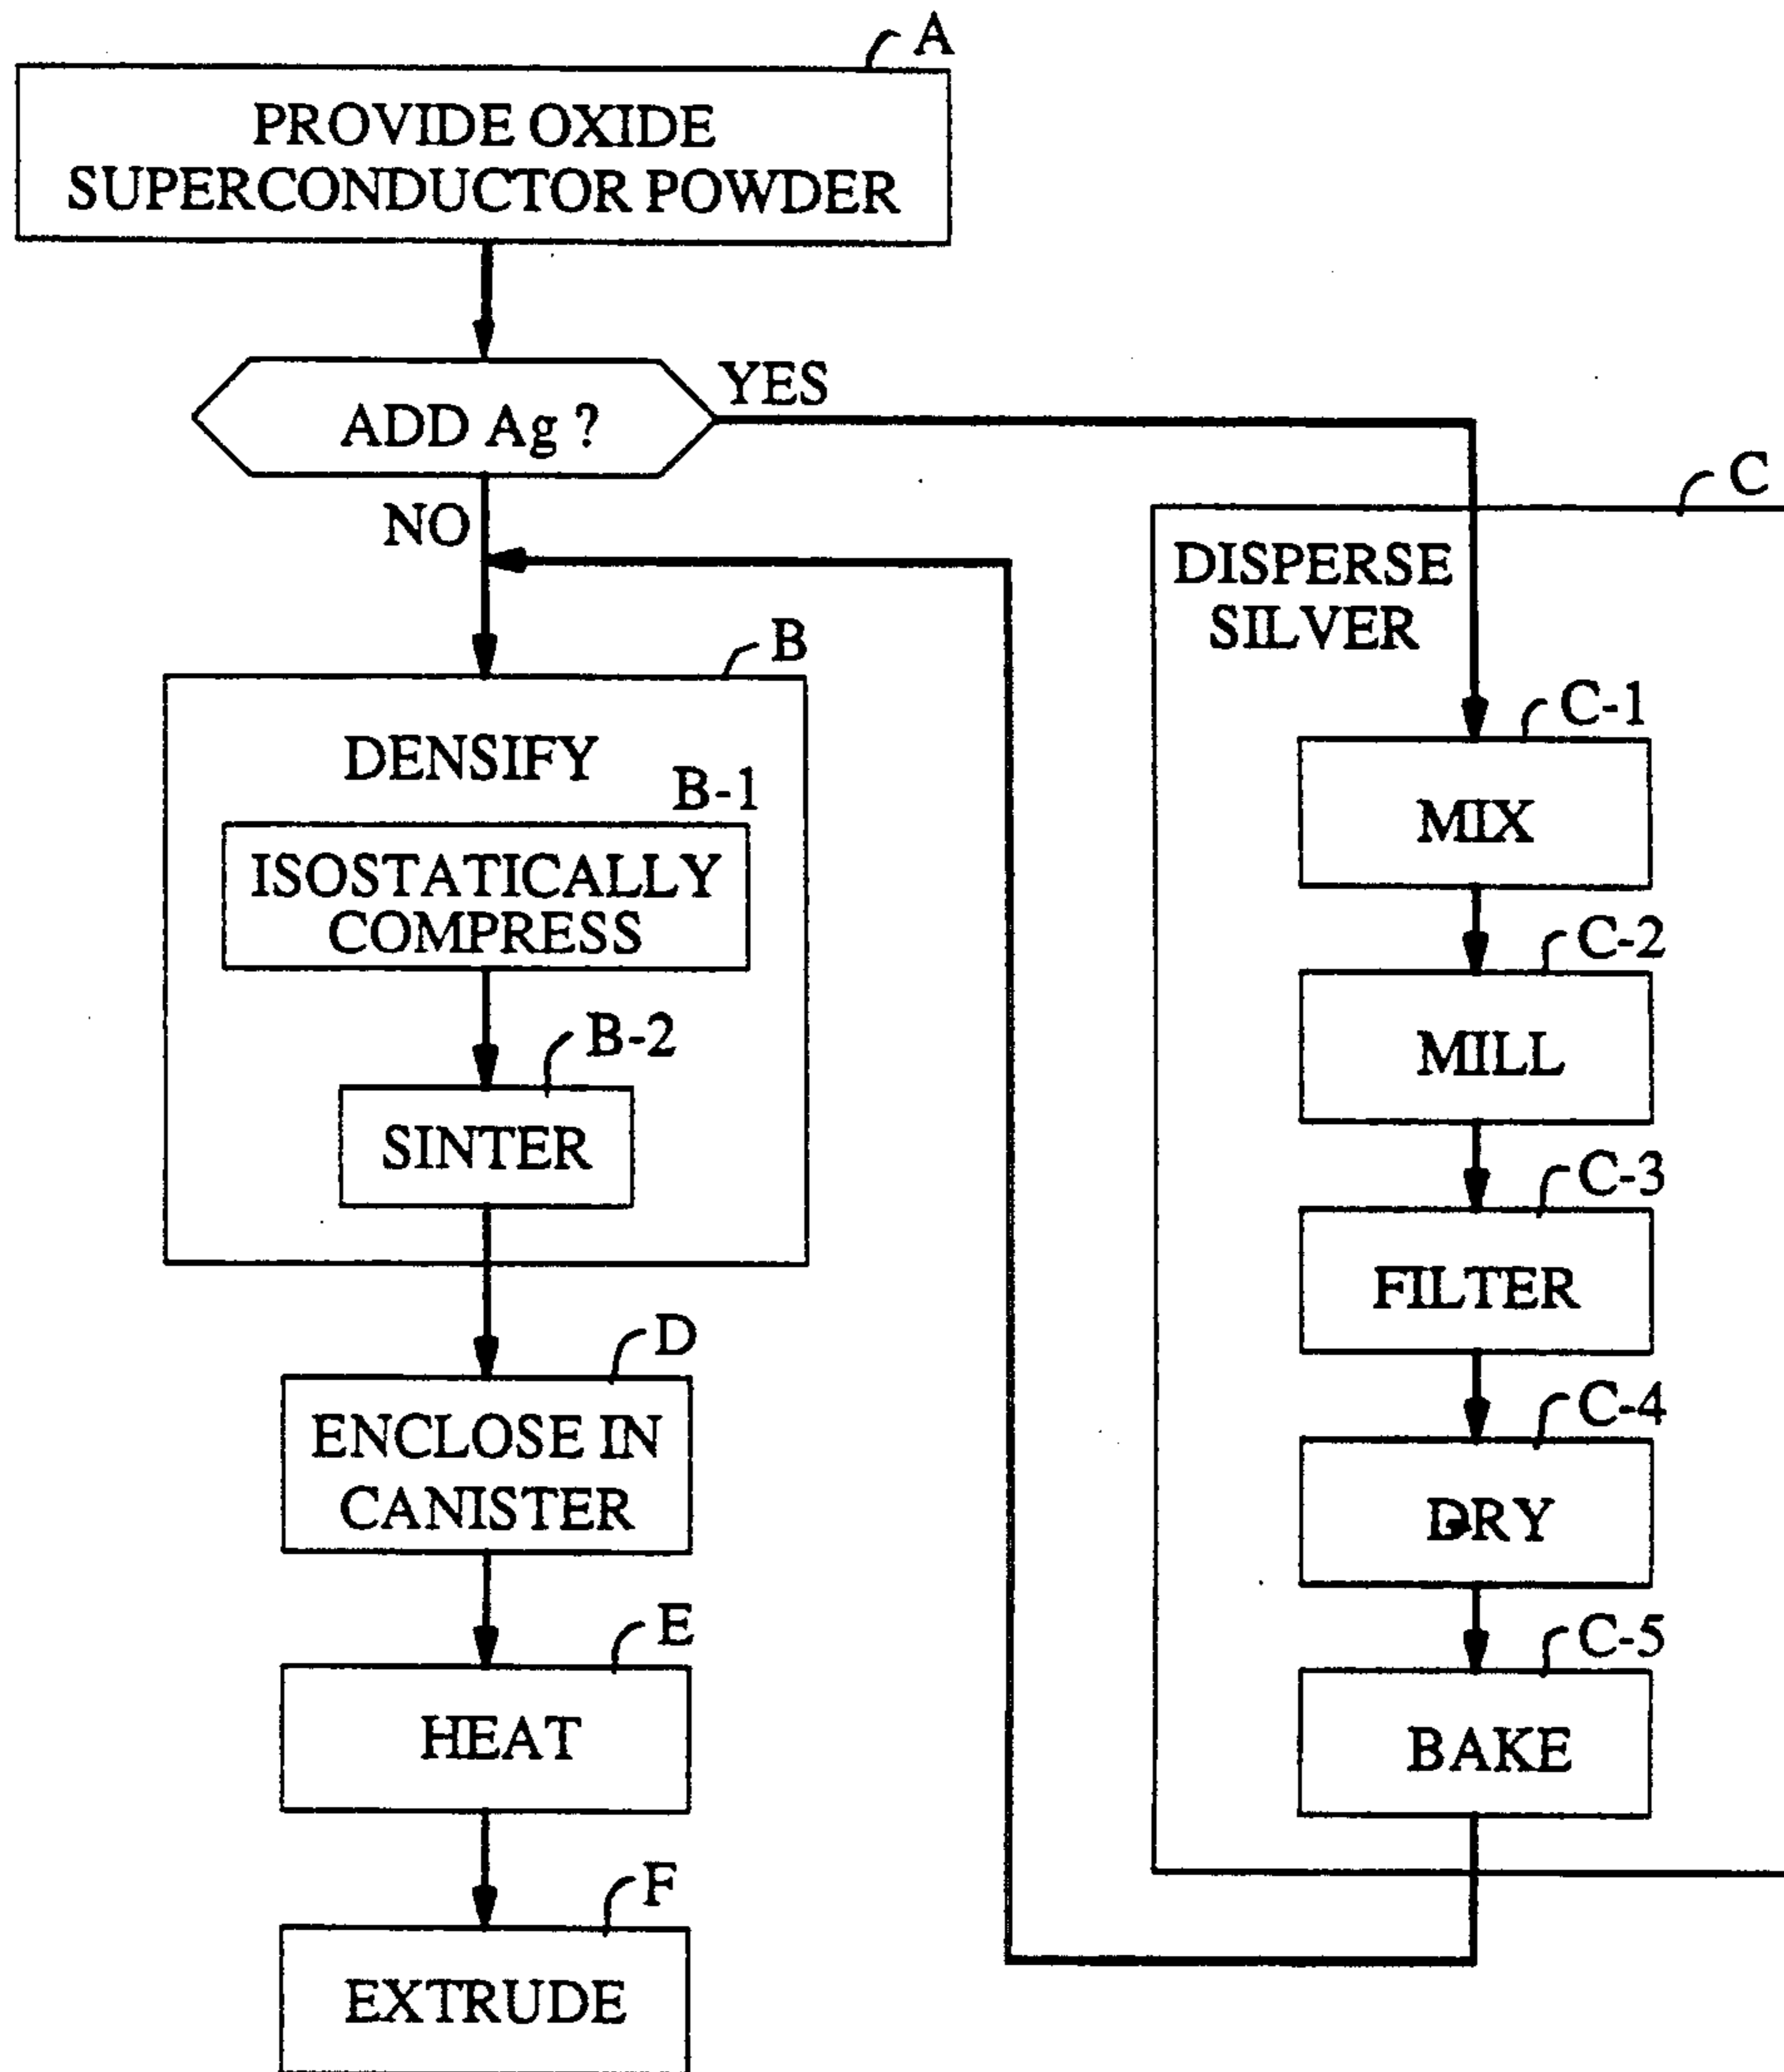 A
PROVIDE OXIDE
SUPERCONDUCTOR POWDER
ADD Ag ?
YES
NO
B
DENSIFY
B-1
ISOSTATICALLY
COMPRESS
B-2
SINTER
D
ENCLOSE IN
CANISTER
E
HEAT
F
EXTRUDE
C
DISPERSE
SILVER
C-1
MIX
C-2
MILL
C-3
FILTER
C-4
DRY
C-5
BAKE